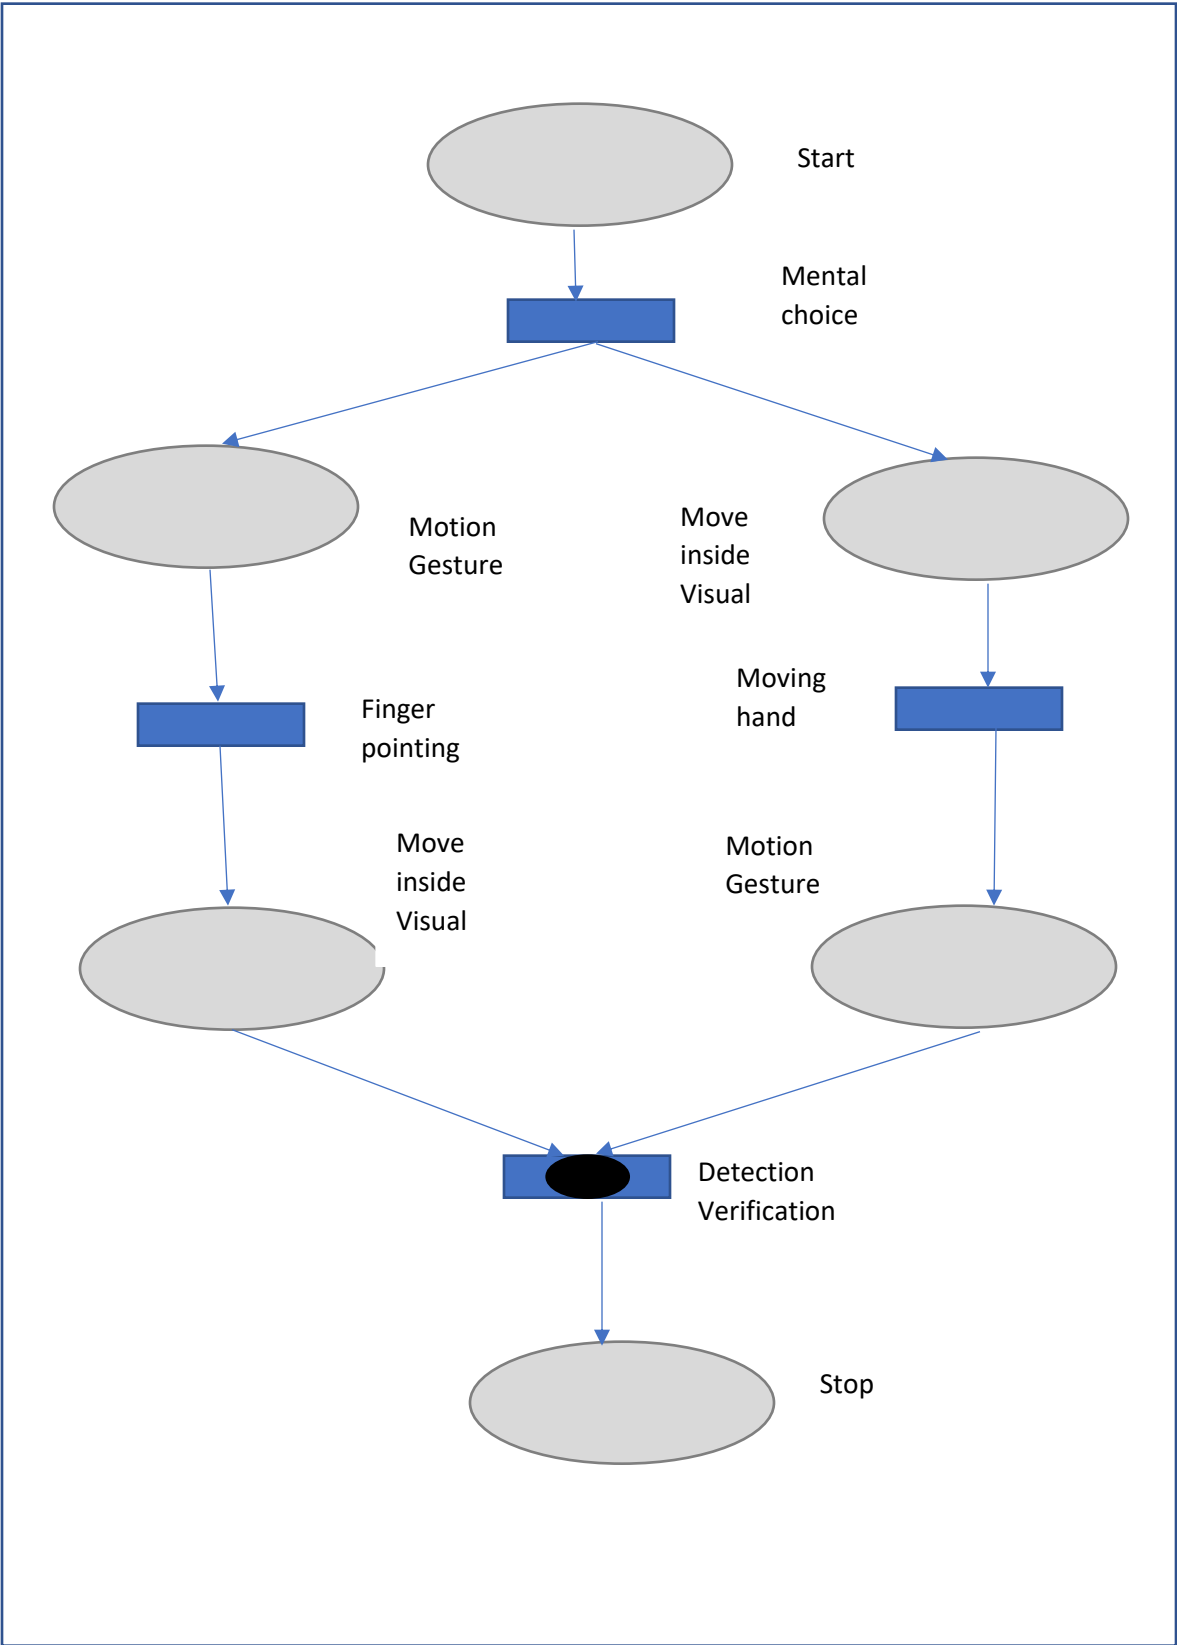 Start
Mental
choice
Motion
Gesture
Move
inside
Visual
Finger
pointing
Moving
hand
Move
inside
Visual
Motion
Gesture
Detection
Verification
Stop